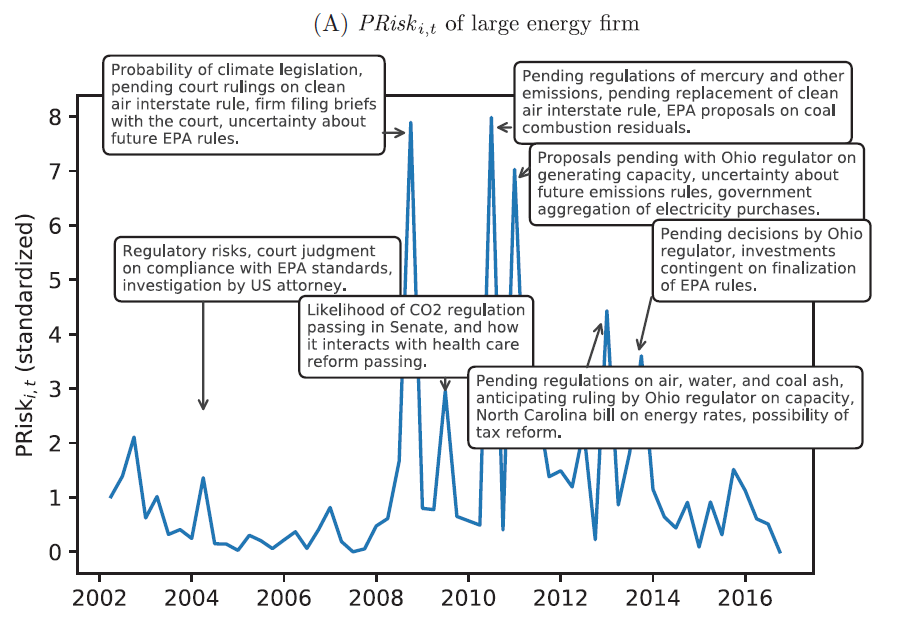 (A) PRiski,t of large energy firm
Probability of climate legislation,
pending court rulings on clean
air interstate rule, firm filing briefs
with the court, uncertainty about
future EPA rules.
Pending regulations of mercury and other
emissions, pending replacement of clean
air interstate rule, EPA proposals on coal
combustion residuals.
Proposals pending with Ohio regulator on
generating capacity, uncertainty about
future emissions rules, government
aggregation of electricity purchases.
Regulatory risks, court judgment
on compliance with EPA standards,
investigation by US attorney.
Pending decisions by Ohio
regulator, investments
contingent on finalization
of EPA rules.
Likelihood of CO2 regulation
passing in Senate, and how
it interacts with health care
reform passing.
Pending regulations on air, water, and coal ash,
anticipating ruling by Ohio regulator on capacity,
North Carolina bill on energy rates, possibility of
tax reform.
PRiski,t (standardized)
8
7
6
5
4
3
2
1
0
2002 2004 2006 2008 2010 2012 2014 2016